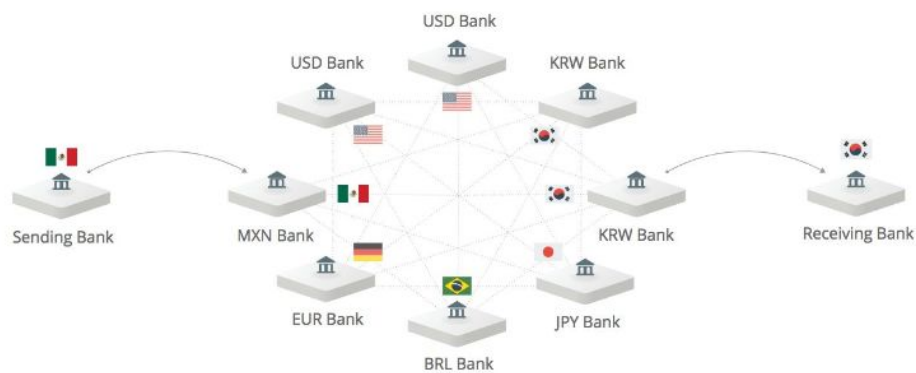 USD Bank
USD Bank
KRW Bank
Sending Bank
MXN Bank
KRW Bank
Receiving Bank
EUR Bank
JPY Bank
BRL Bank